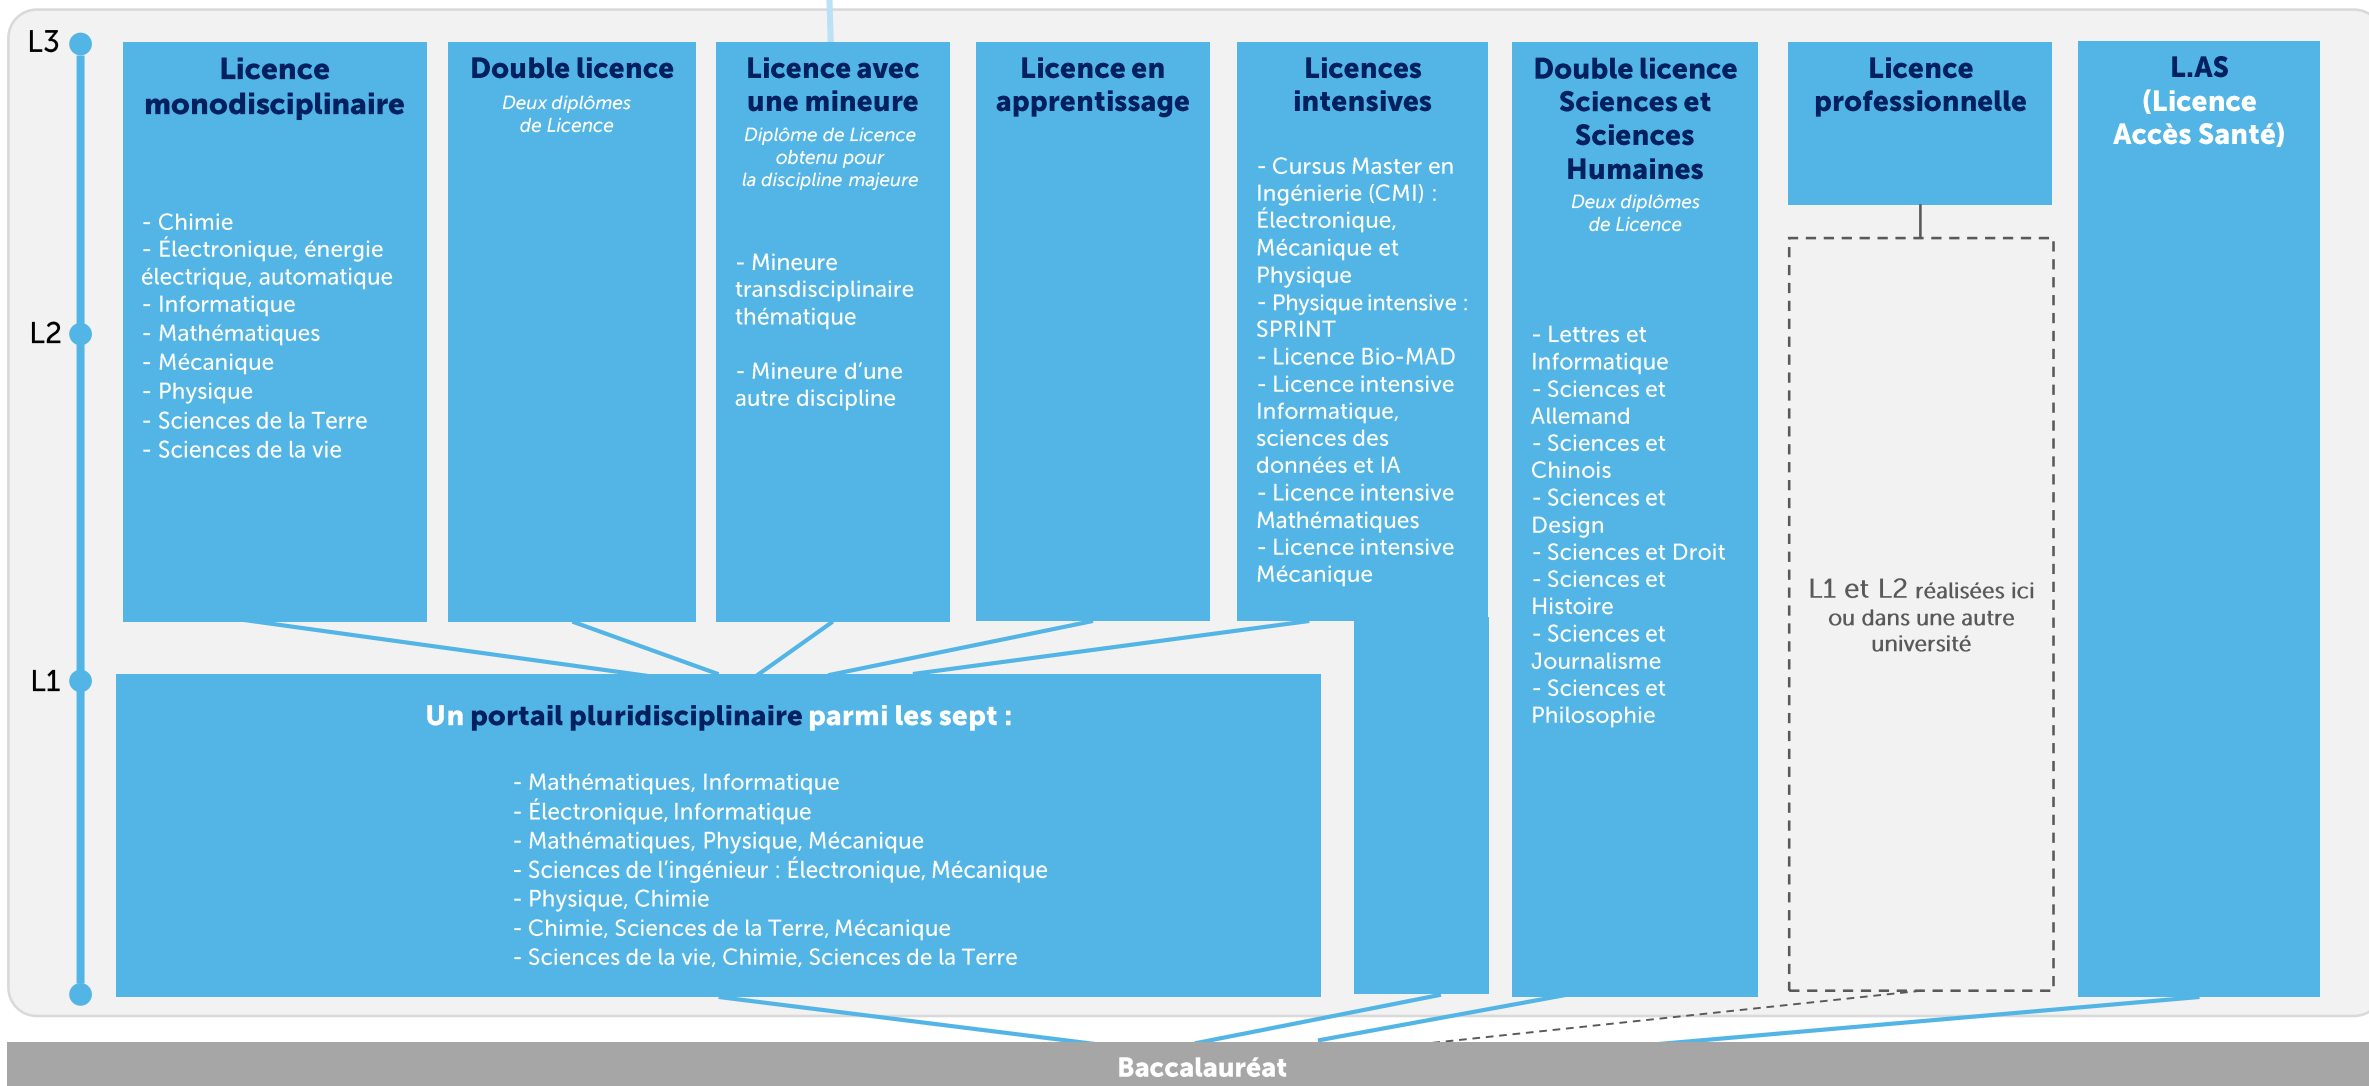 L3
L2
L1
Licence
monodisciplinaire
- Chimie
- Électronique, énergie
électrique, automatique
- Informatique
- Mathématiques
- Mécanique
- Physique
- Sciences de la Terre
- Sciences de la vie
Double licence
Deux diplômes
de Licence
Licence avec
une mineure
Diplôme de Licence
obtenu pour
la discipline majeure
- Mineure
transdisciplinaire
thématique
- Mineure d’une
autre discipline
Licence en
apprentissage
Licences
intensives
- Cursus Master en
Ingénierie (CMI) :
Électronique,
Mécanique et
Physique
- Physique intensive :
SPRINT
- Licence Bio-MAD
- Licence intensive
Informatique,
sciences des
données et IA
- Licence intensive
Mathématiques
- Licence intensive
Mécanique
Double licence
Sciences et
Sciences
Humaines
Deux diplômes
de Licence
- Lettres et
Informatique
- Sciences et
Allemand
- Sciences et
Chinois
- Sciences et
Design
- Sciences et Droit
- Sciences et
Histoire
- Sciences et
Journalisme
- Sciences et
Philosophie
Licence
professionnelle
L1 et L2 réalisées ici
ou dans une autre
université
L.AS
(Licence
Accès Santé)
Un portail pluridisciplinaire parmi les sept :
- Mathématiques, Informatique
- Électronique, Informatique
- Mathématiques, Physique, Mécanique
- Sciences de l’ingénieur : Électronique, Mécanique
- Physique, Chimie
- Chimie, Sciences de la Terre, Mécanique
- Sciences de la vie, Chimie, Sciences de la Terre
Baccalauréat